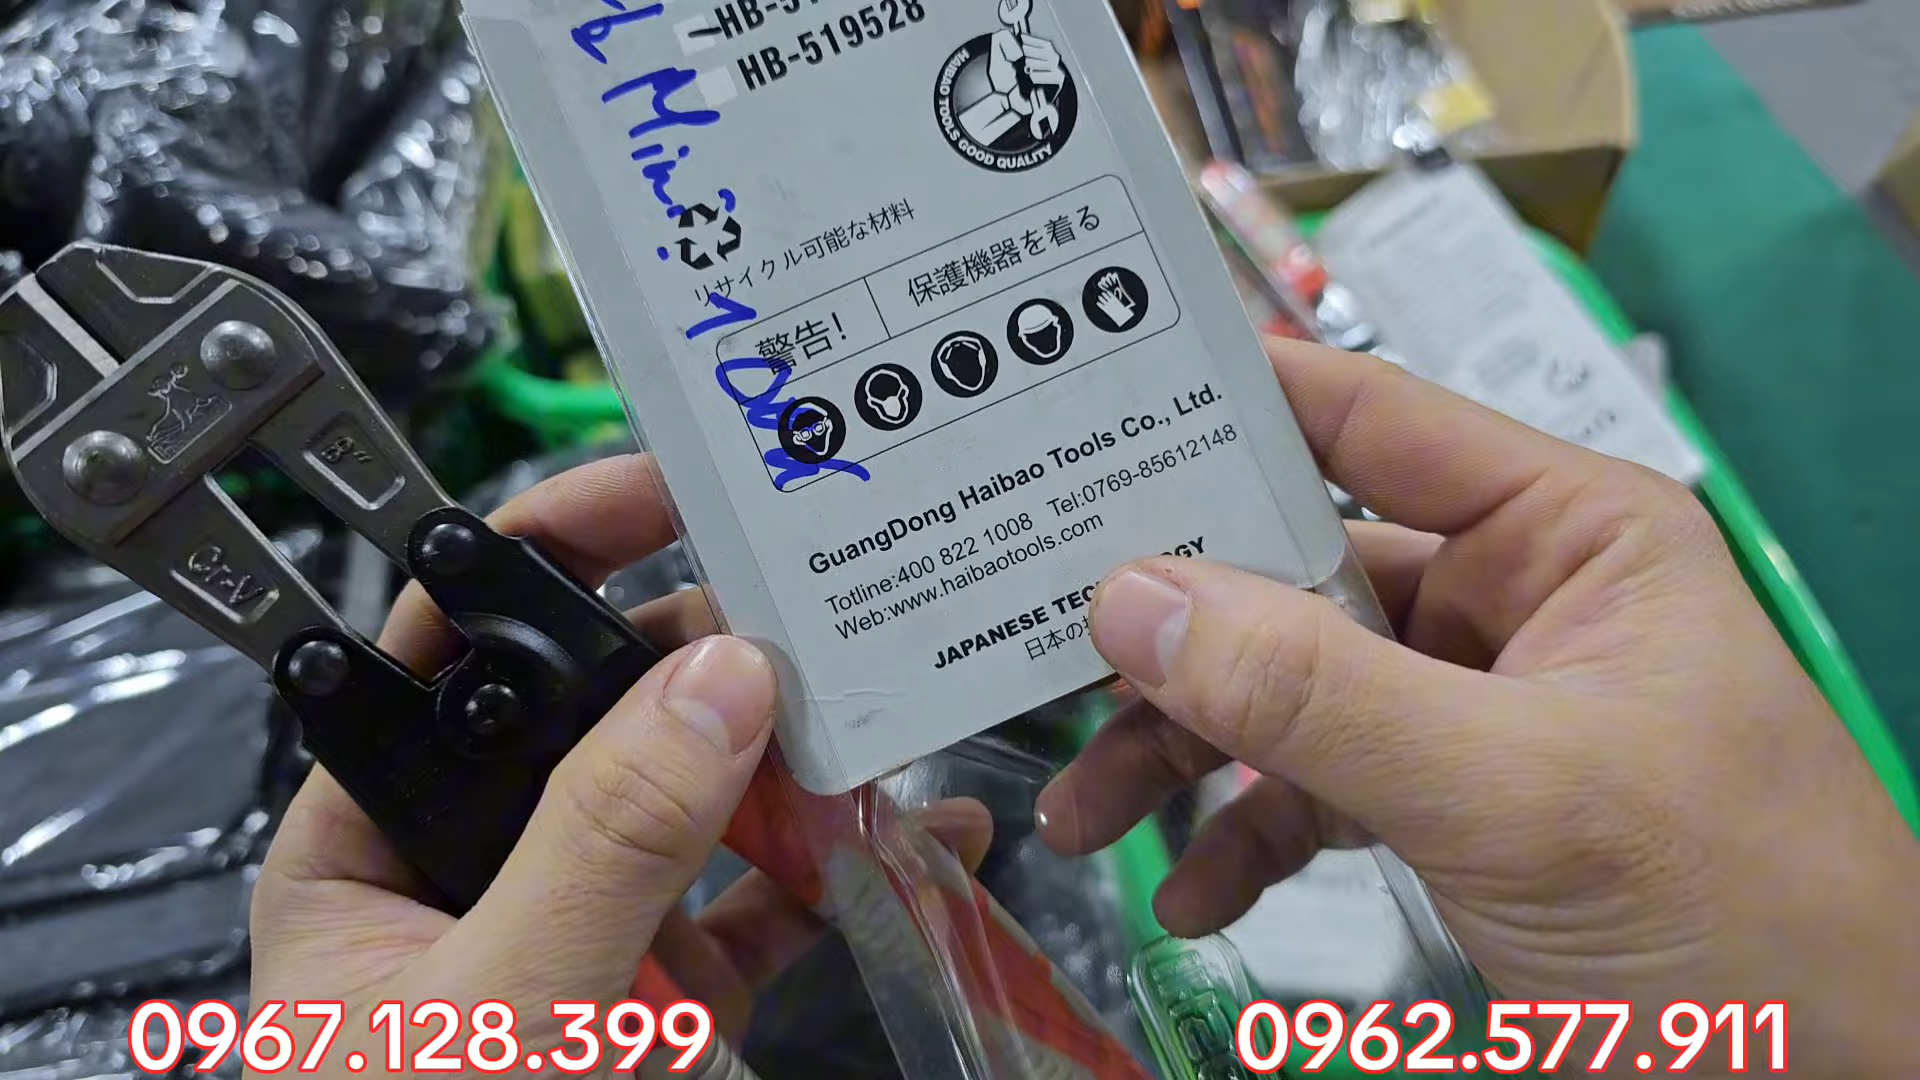 HB-519528
HAIBAO TOOLS GOOD QUALITY
Mini
リサイクル可能な材料
警告!
保護機器を着る
1
8"
Cr-V
GuangDong Haibao Tools Co., Ltd.
Totline:400 822 1008 Tel:0769-85612148
Web:www.haibaotools.com
JAPANESE
日本の
0967.128.399
0962.577.911